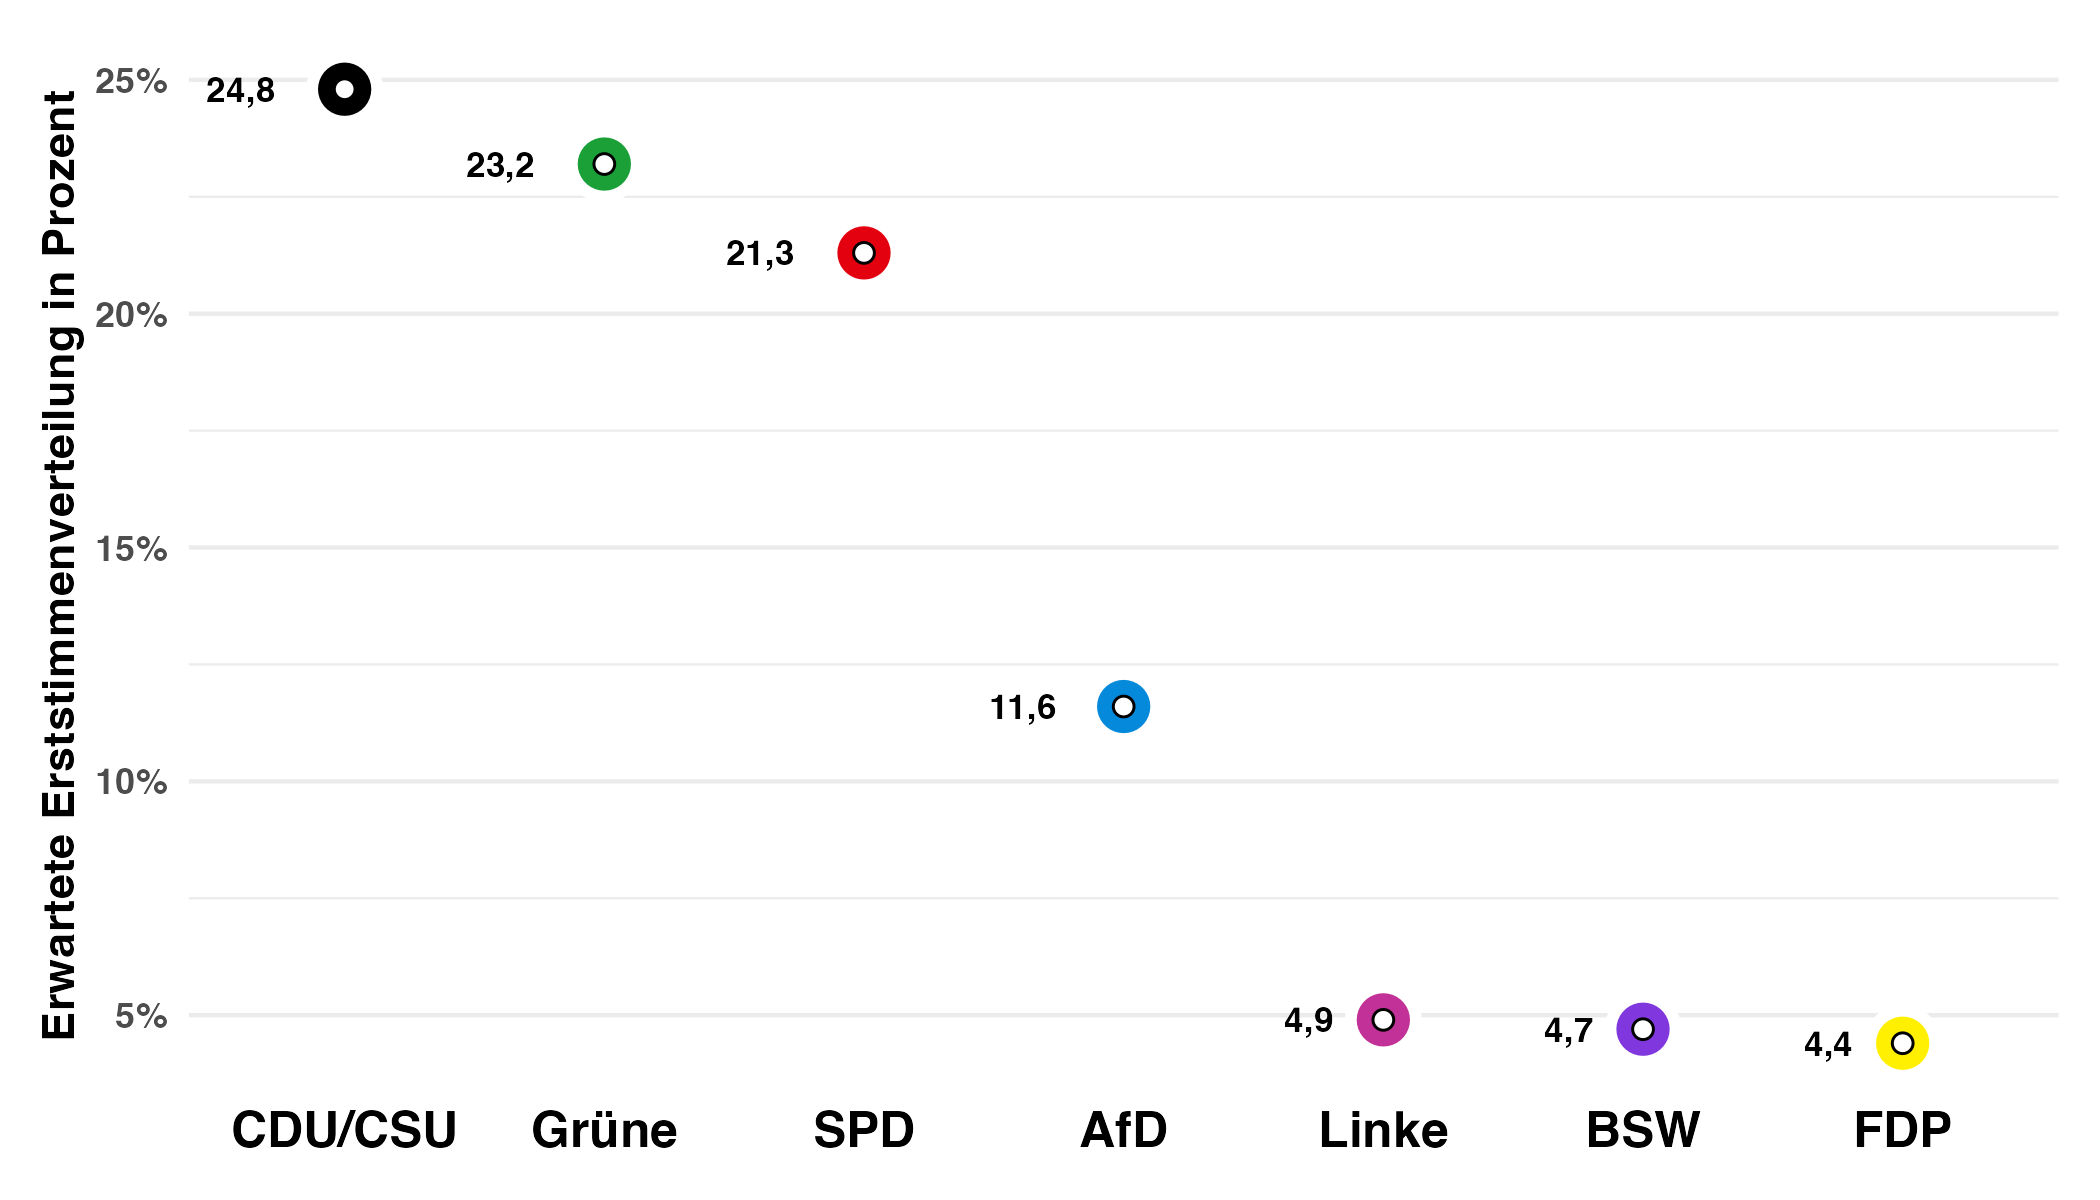 Erwartete Erststimmenverteilung in Prozent
25%
20%
15%
10%
5%
24,8
23,2
21,3
11,6
4,9
4,7
4,4
CDU/CSU
Grüne
SPD
AfD
Linke
BSW
FDP